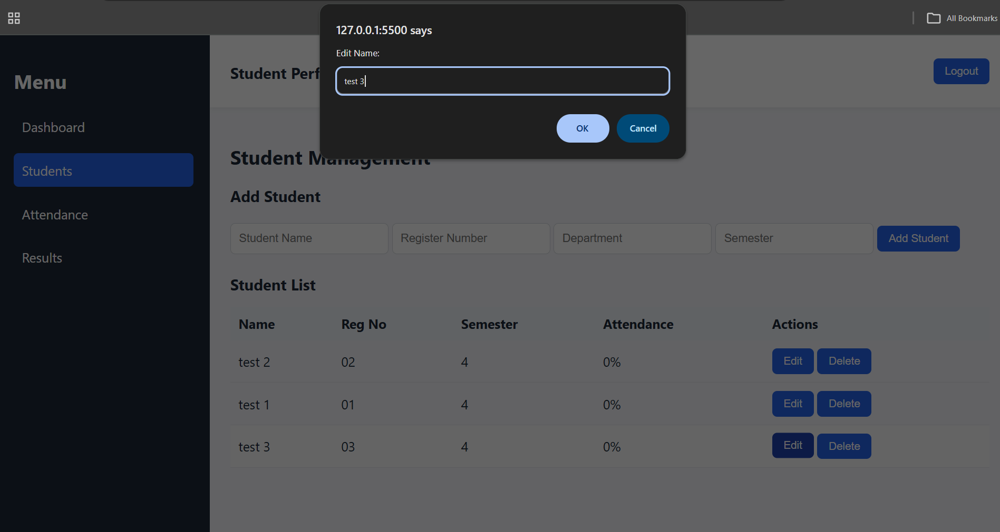 All Bookmarks
127.0.0.1:5500 says
Edit Name:
test 3
OK Cancel
Menu
Dashboard
Students
Attendance
Results
Student Perf
Logout
Student Management
Add Student
Student Name Register Number Department Semester Add Student
Student List
Name Reg No Semester Attendance Actions
test 2 02 4 0% Edit Delete
test 1 01 4 0% Edit Delete
test 3 03 4 0% Edit Delete